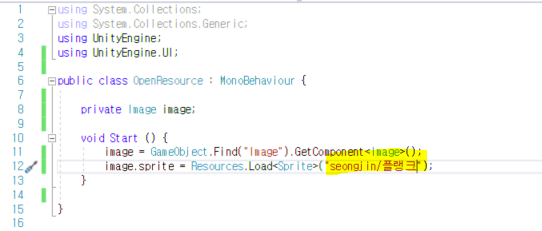 1 using System.Collections;
2 using System.Collections.Generic;
3 using UnityEngine;
4 using UnityEngine.UI;
5
6 public class OpenResource : MonoBehaviour {
7
8 private Image image;
9
10 void Start () {
11 image = GameObject.Find("Image").GetComponent<Image>();
12 image.sprite = Resources.Load<Sprite>("seongjin/플랭크");
13 }
14
15 }
16